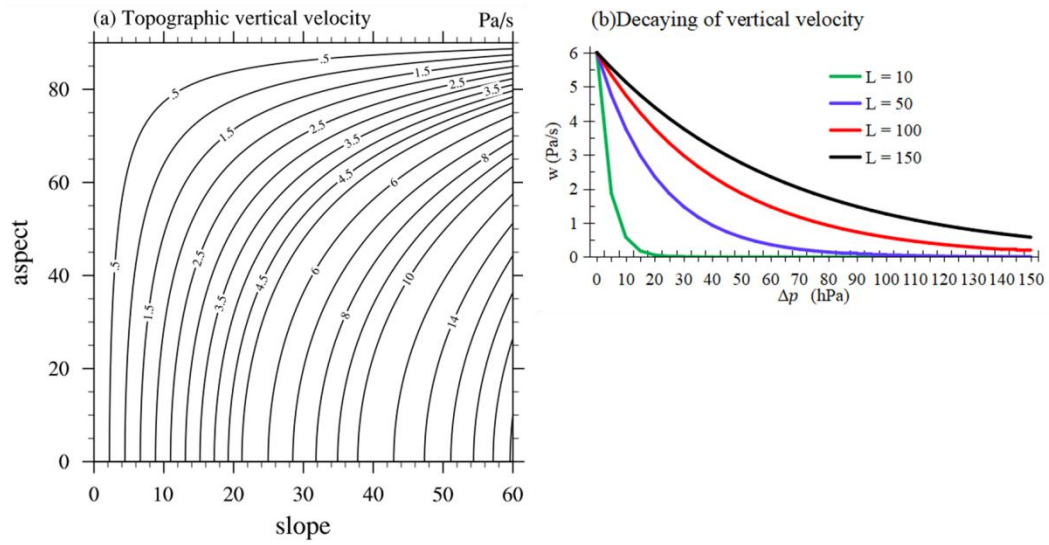 (a) Topographic vertical velocity Pa/s
80
60
40
20
0
aspect
0 10 20 30 40 50 60
slope
.5
.5
.5
1.5
1.5
1.5
2.5
2.5
2.5
3.5
3.5
3.5
4.5
4.5
6
6
8
8
10
14
(b)Decaying of vertical velocity
6
5
4
3
2
1
0
w (Pa/s)
L = 10
L = 50
L = 100
L = 150
0 10 20 30 40 50 60 70 80 90 100 110 120 130 140 150
Δp (hPa)